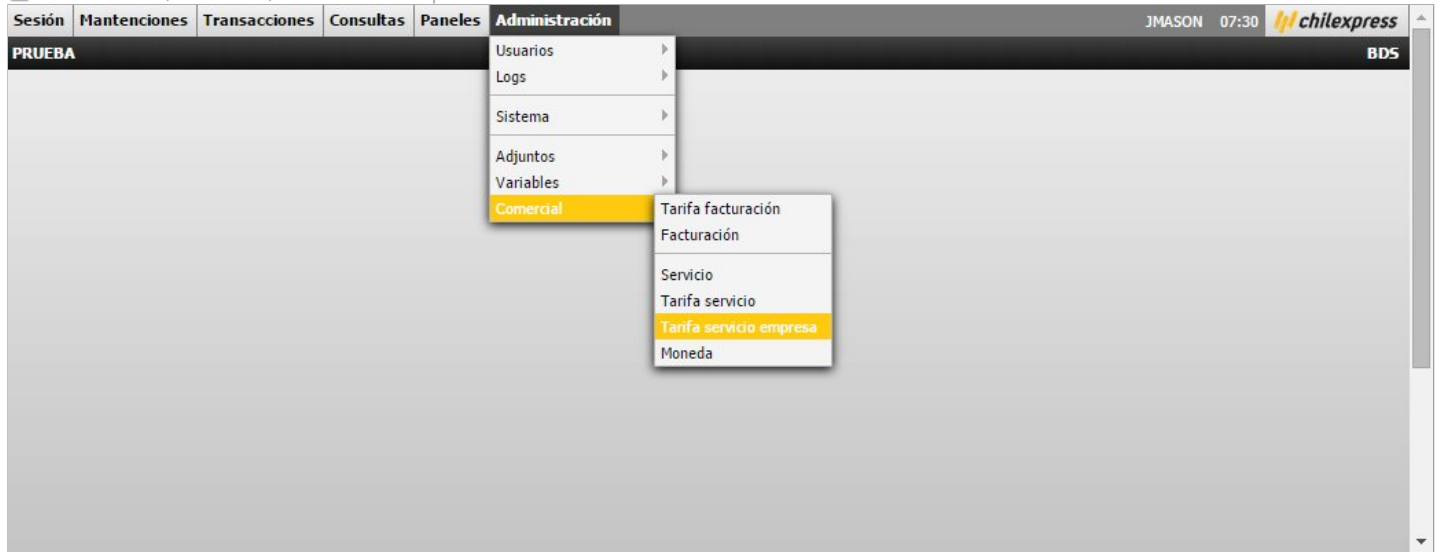 Sesión Mantenciones Transacciones Consultas Paneles Administración JMASON 07:30 chilexpress
PRUEBA BDS
Usuarios
Logs
Sistema
Adjuntos
Variables
Comercial
Tarifa facturación
Facturación
Servicio
Tarifa servicio
Tarifa servicio empresa
Moneda